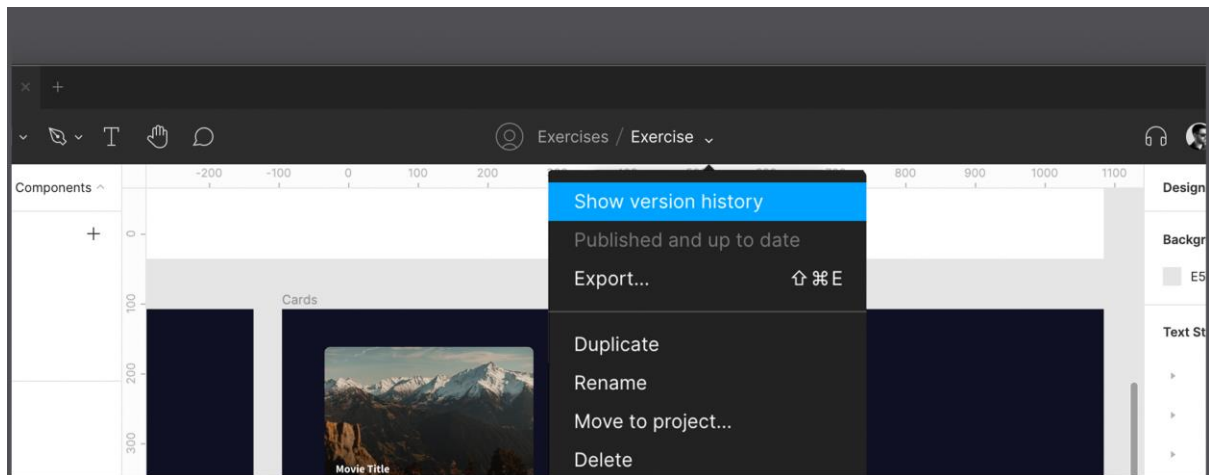 × +
T
Exercises / Exercise
Components
-200 -100 0 100 200 800 900 1000 1100
Design
Show version history
Published and up to date
Export... ⇧⌘E
Duplicate
Rename
Move to project...
Delete
+
0
100
200
300
Cards
Movie Title
Backgr
E5
Text St